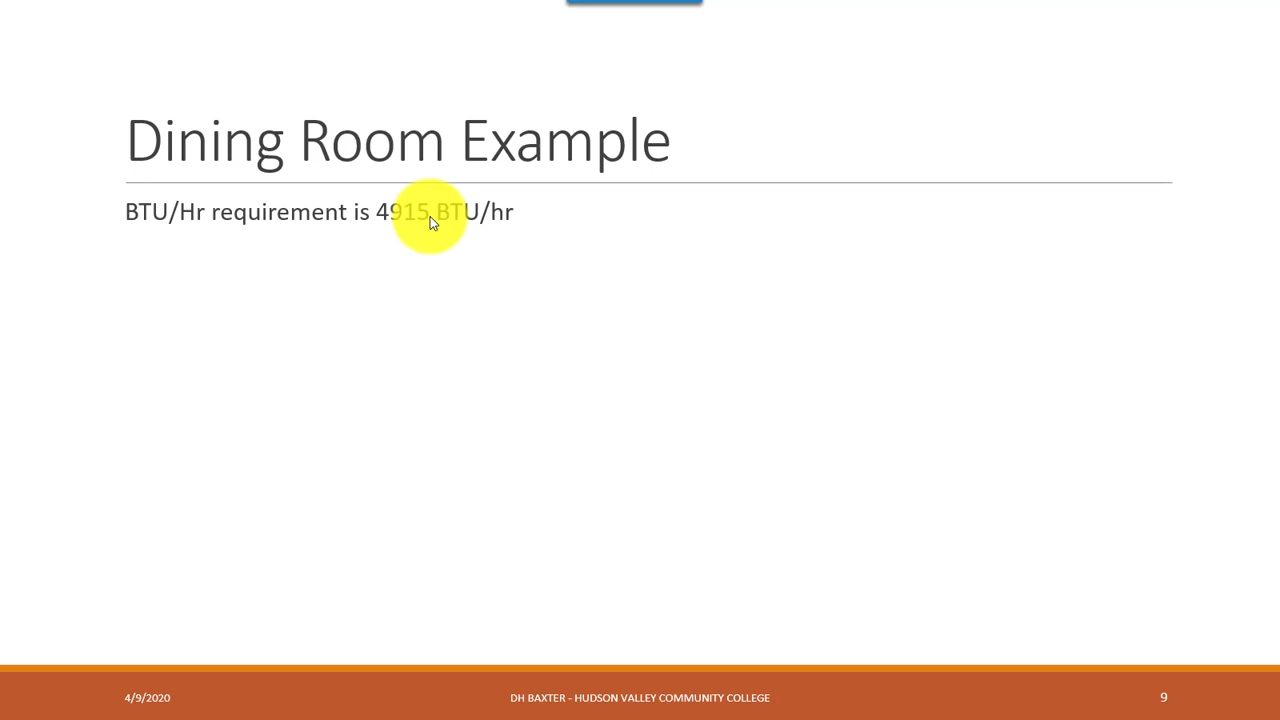 Dining Room Example
BTU/Hr requirement is 4915 BTU/hr
4/9/2020
DH BAXTER - HUDSON VALLEY COMMUNITY COLLEGE
9